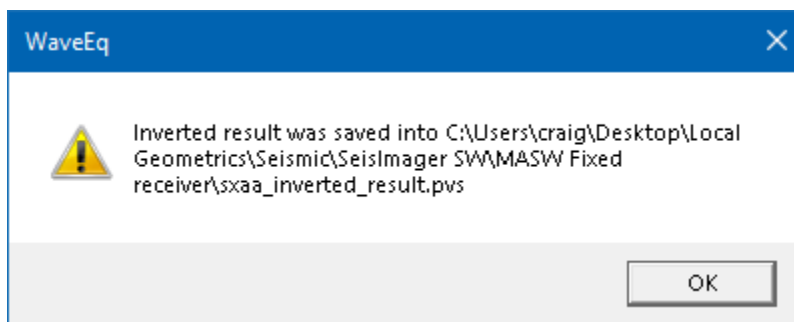 WaveEq
Inverted result was saved into C:\Users\craig\Desktop\Local
Geometrics\Seismic\SeisImager SW\MASW Fixed
receiver\sxaa_inverted_result.pvs
OK